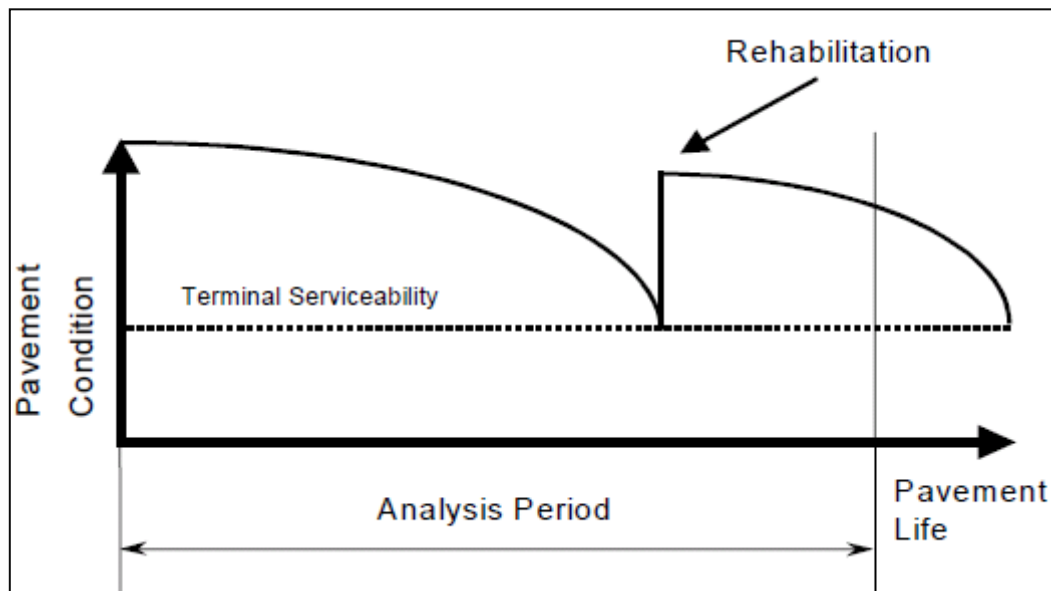 Rehabilitation
Pavement
Condition
Terminal Serviceability
Analysis Period
Pavement
Life